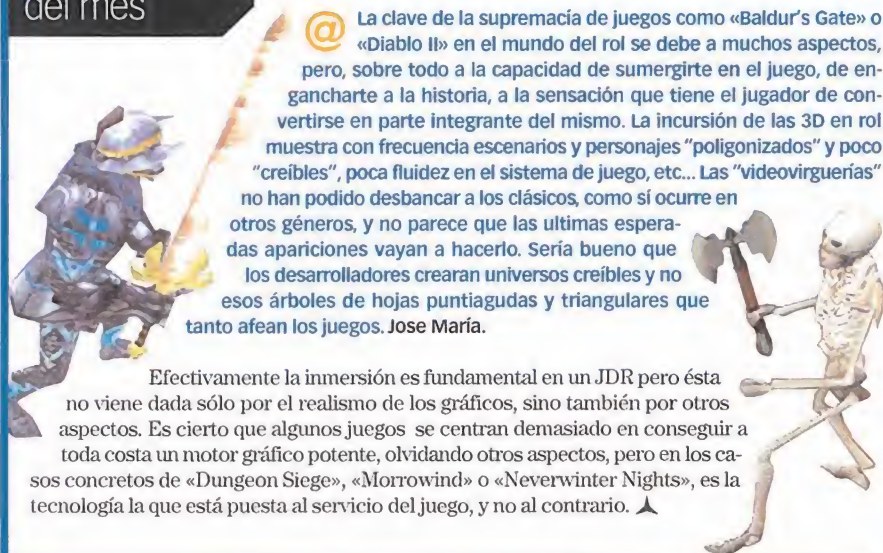 del mes
@ La clave de la supremacía de juegos como «Baldur's Gate» o
«Diablo II» en el mundo del rol se debe a muchos aspectos,
pero, sobre todo a la capacidad de sumergirte en el juego, de en-
gancharte a la historia, a la sensación que tiene el jugador de con-
vertirse en parte integrante del mismo. La incursión de las 3D en rol
muestra con frecuencia escenarios y personajes "poligonizados" y poco
"creíbles", poca fluidez en el sistema de juego, etc... Las "videovirguerías"
no han podido desbancar a los clásicos, como sí ocurre en
otros géneros, y no parece que las ultimas espera-
das apariciones vayan a hacerlo. Sería bueno que
los desarrolladores crearan universos creíbles y no
esos árboles de hojas puntiagudas y triangulares que
tanto afean los juegos. Jose María.
Efectivamente la inmersión es fundamental en un JDR pero ésta
no viene dada sólo por el realismo de los gráficos, sino también por otros
aspectos. Es cierto que algunos juegos se centran demasiado en conseguir a
toda costa un motor gráfico potente, olvidando otros aspectos, pero en los ca-
sos concretos de «Dungeon Siege», «Morrowind» o «Neverwinter Nights», es la
tecnología la que está puesta al servicio del juego, y no al contrario.